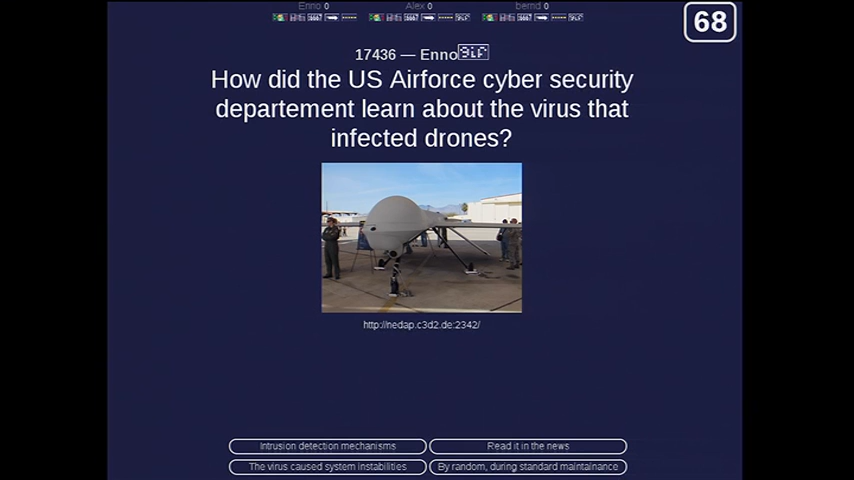 Enno 0
Alex 0
bernd 0
68
17436 — Enno
How did the US Airforce cyber security
departement learn about the virus that
infected drones?
http://nedap.c3d2.de:2342/
Intrusion detection mechanisms
Read it in the news
The virus caused system instabilities
By random, during standard maintainance